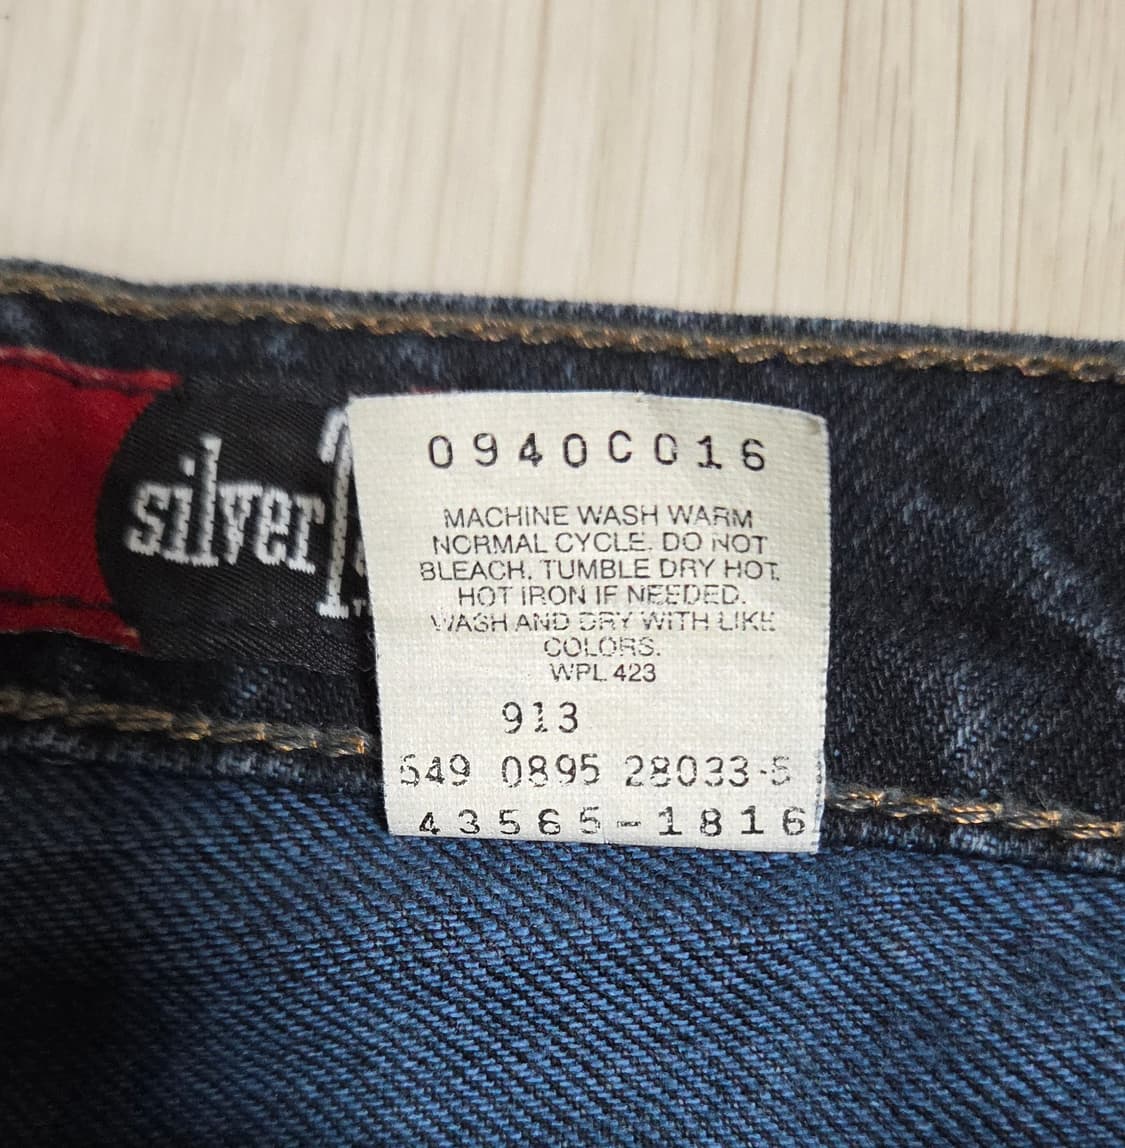 silver
0940C016
MACHINE WASH WARM
NORMAL CYCLE. DO NOT
BLEACH. TUMBLE DRY HOT.
HOT IRON IF NEEDED.
WASH AND DRY WITH LIKE
COLORS.
WPL 423
913
549 0895 28033-5
43565-1816